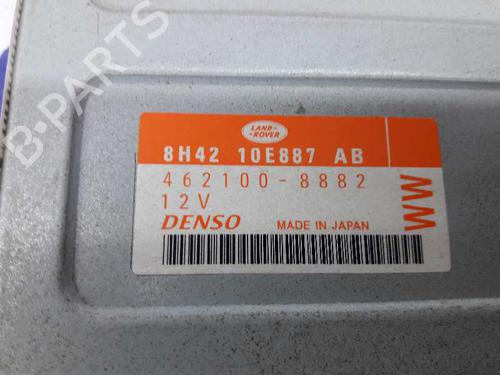 B-PARTS
LAND-
ROVER
8H42 10E887 AB
462100-8882
12V
DENSO MADE IN JAPAN
WW